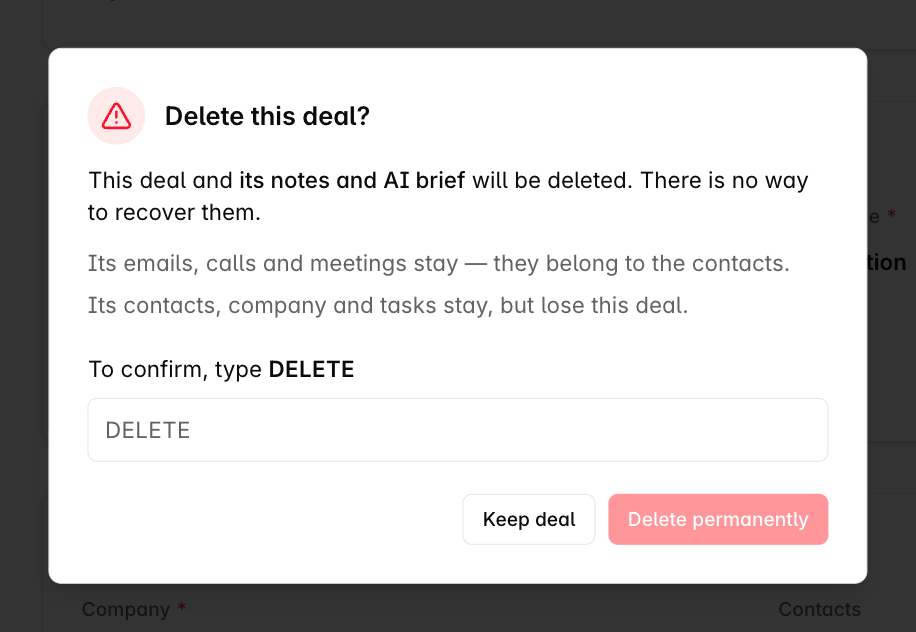 Delete this deal?
This deal and its notes and AI brief will be deleted. There is no way
to recover them.
Its emails, calls and meetings stay — they belong to the contacts.
Its contacts, company and tasks stay, but lose this deal.
To confirm, type DELETE
DELETE
Keep deal
Delete permanently
Company *
Contacts